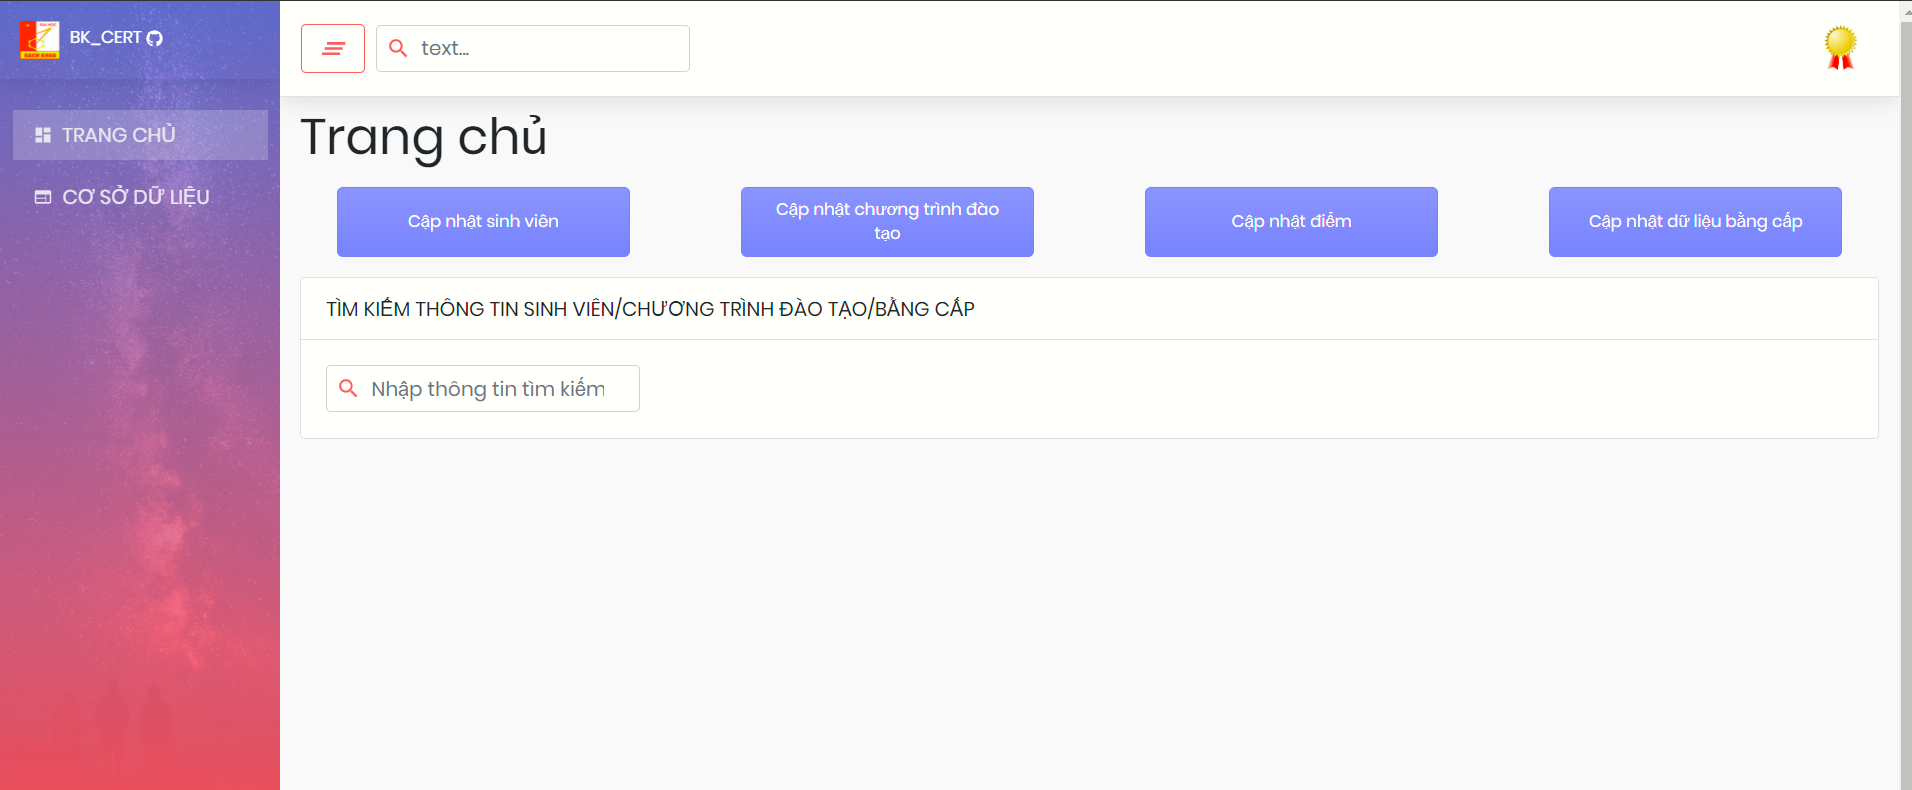 BK_CERT
TRANG CHỦ
CƠ SỞ DỮ LIỆU
text...
Trang chủ
Cập nhật sinh viên
Cập nhật chương trình đào
tạo
Cập nhật điểm
Cập nhật dữ liệu bằng cấp
TÌM KIẾM THÔNG TIN SINH VIÊN/CHƯƠNG TRÌNH ĐÀO TẠO/BẰNG CẤP
Nhập thông tin tìm kiếm